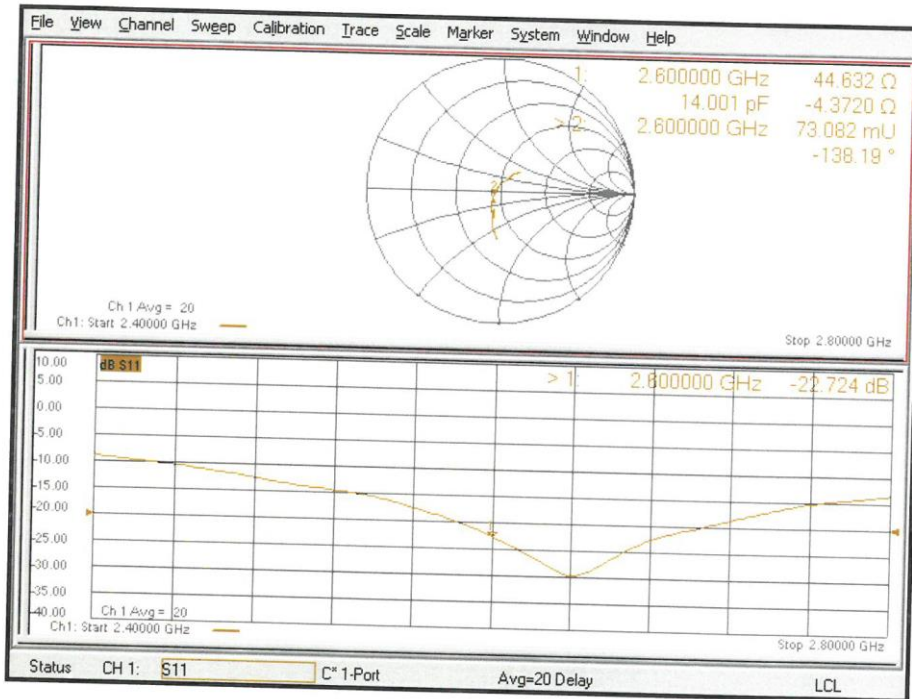 File View Channel Sweep Calibration Trace Scale Marker System Window Help
1: 2.600000 GHz 44.632 Ω
14.001 pF -4.3720 Ω
> 2: 2.600000 GHz 73.082 mU
-138.19 °
2
Ch 1 Avg = 20
Ch1: Start 2.40000 GHz
Stop 2.80000 GHz
10.00
dB S11
> 1: 2.600000 GHz -22.724 dB
5.00
0.00
-5.00
-10.00
-15.00
-20.00
-25.00
-30.00
-35.00
-40.00
Ch 1 Avg = 20
Ch1: Start 2.40000 GHz
Stop 2.80000 GHz
Status CH 1: S11 C* 1-Port Avg=20 Delay LCL